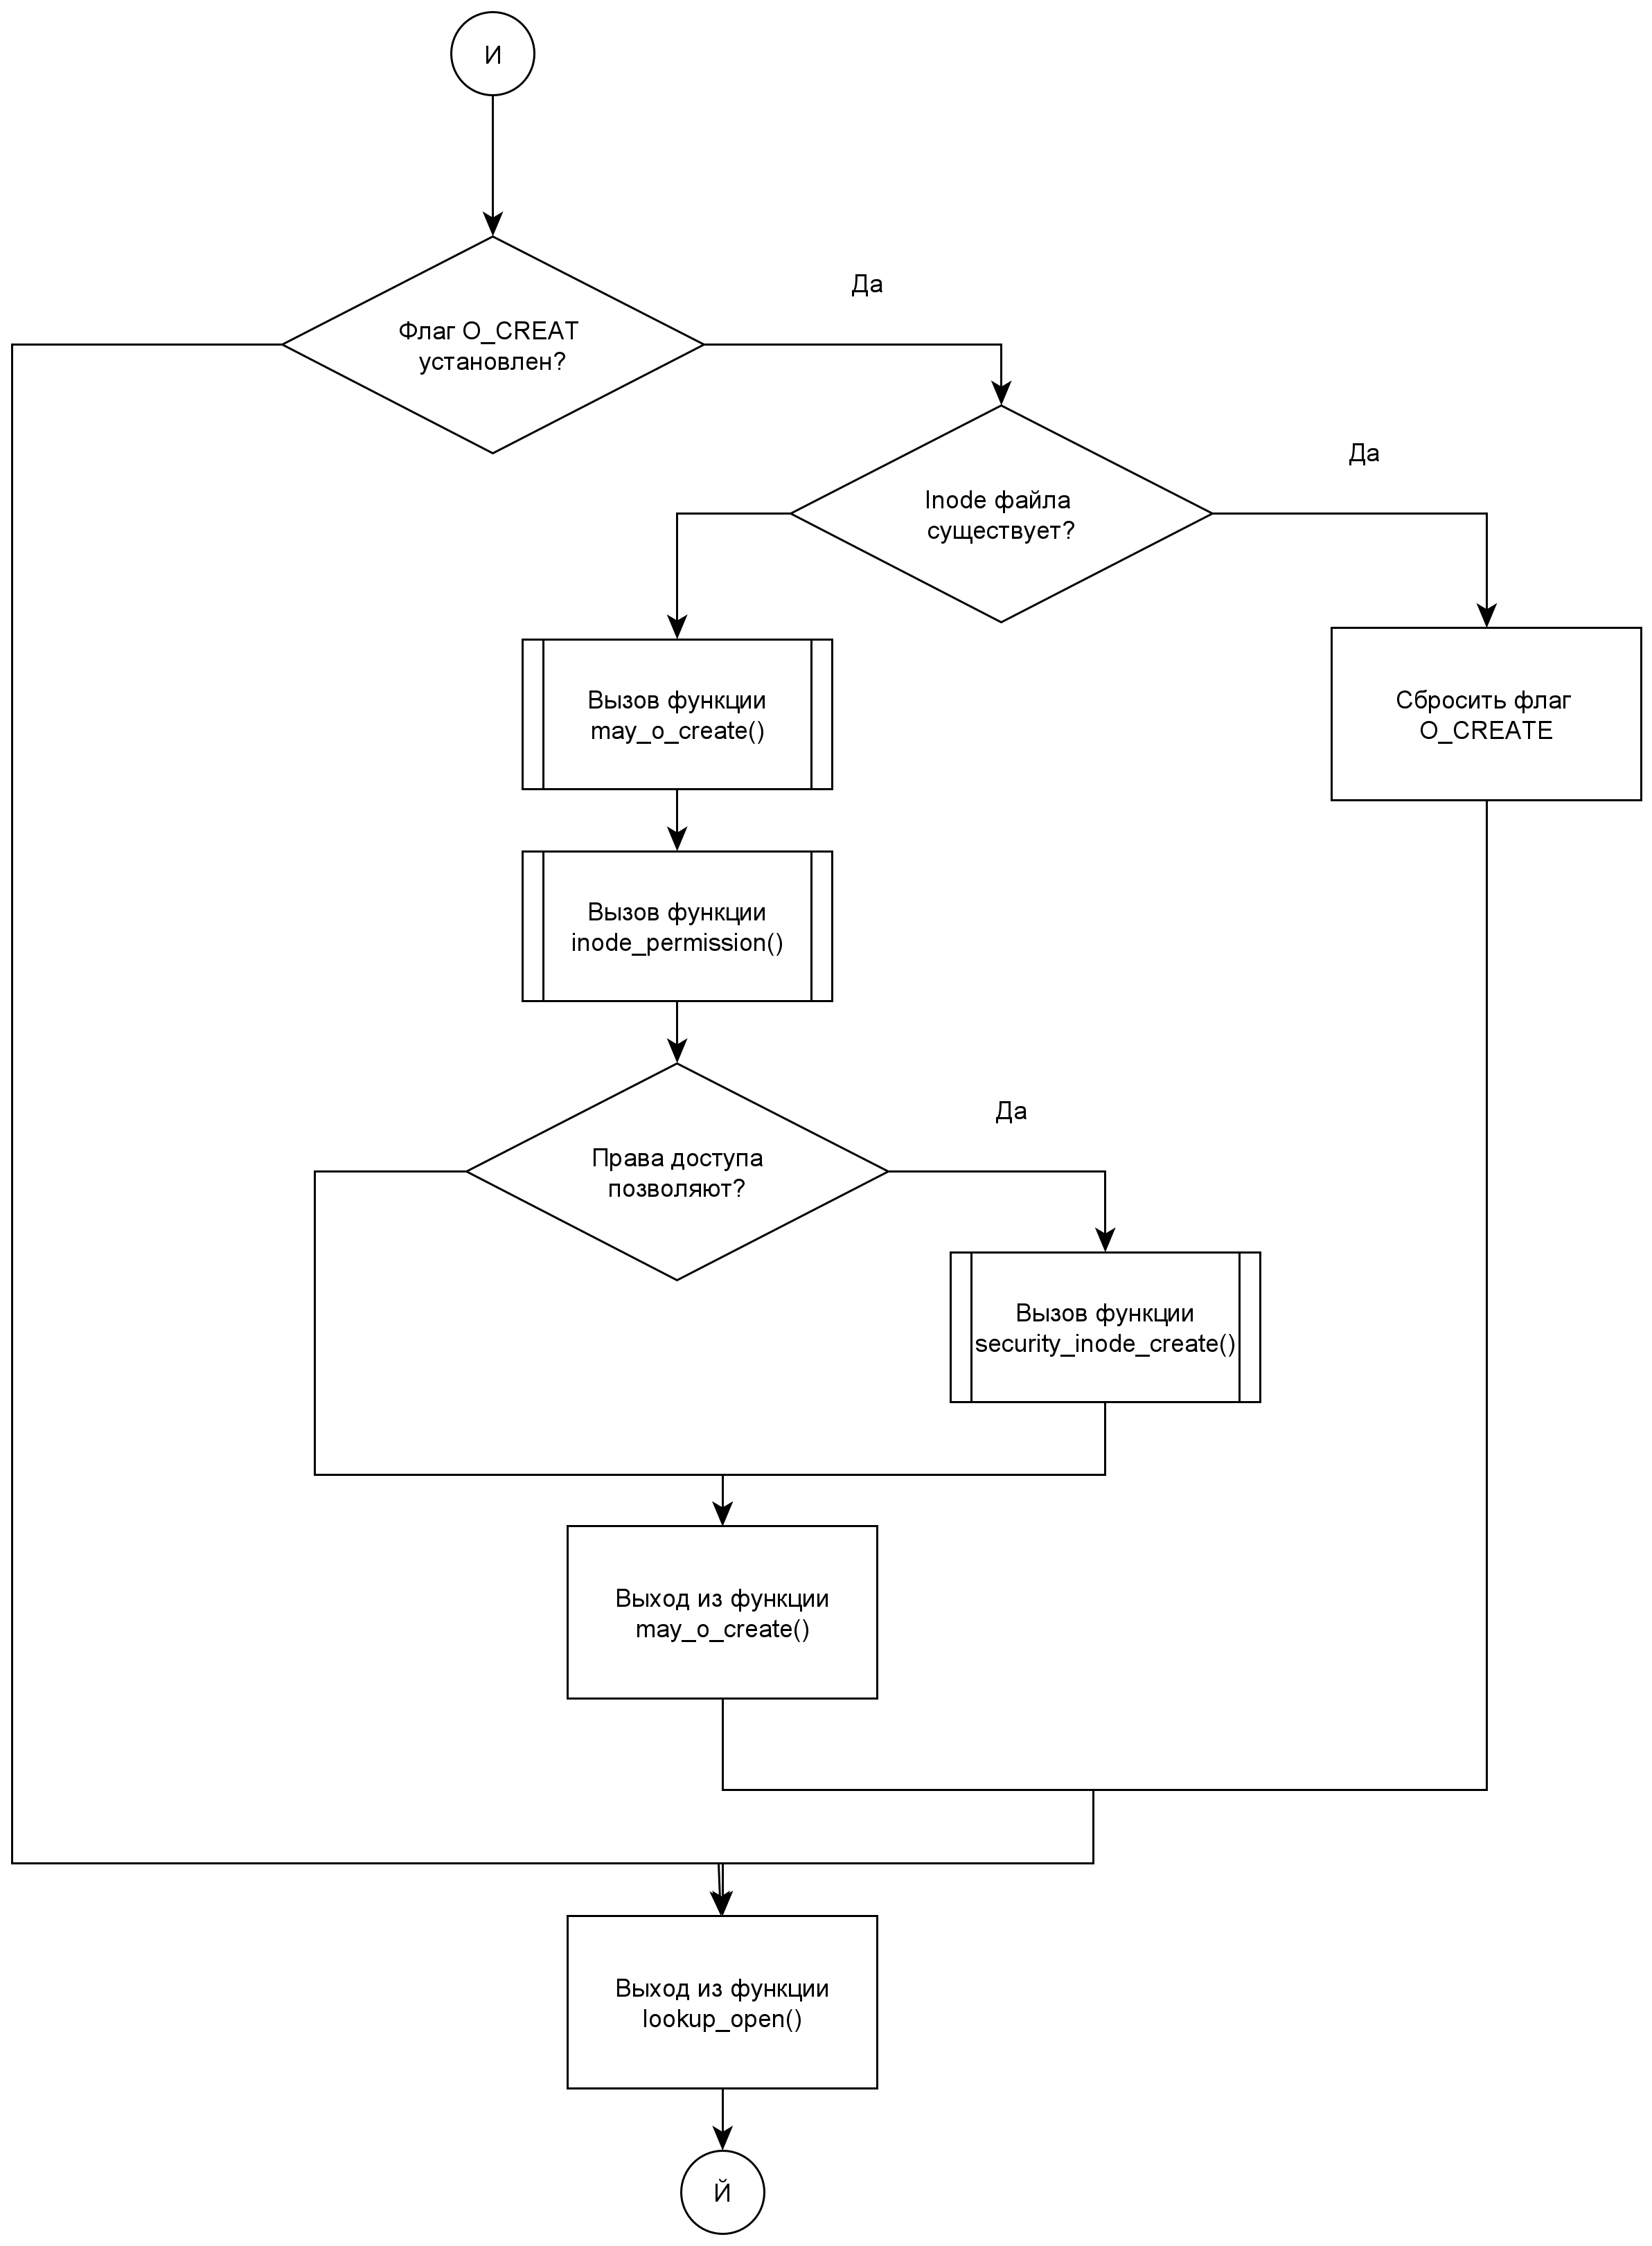 И
Да
Флаг O_CREAT
установлен?
Да
Inode файла
существует?
Вызов функции
may_o_create()
Сбросить флаг
O_CREATE
Вызов функции
inode_permission()
Да
Права доступа
позволяют?
Вызов функции
security_inode_create()
Выход из функции
may_o_create()
Выход из функции
lookup_open()
Й